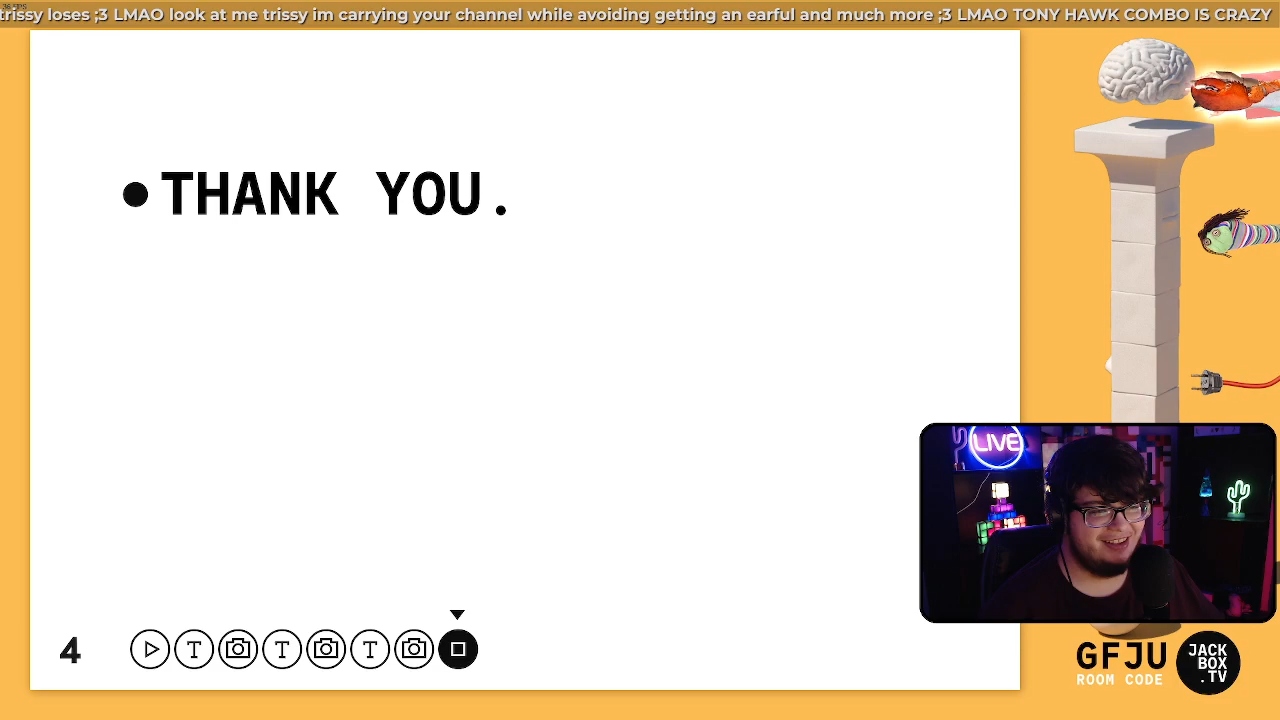 trissy loses ;3 LMAO look at me trissy im carrying your channel while avoiding getting an earful and much more ;3 LMAO TONY HAWK COMBO IS CRAZY
• THANK YOU.
LIVE
4
T
T
T
GFJU
ROOM CODE
JACK
BOX
.TV